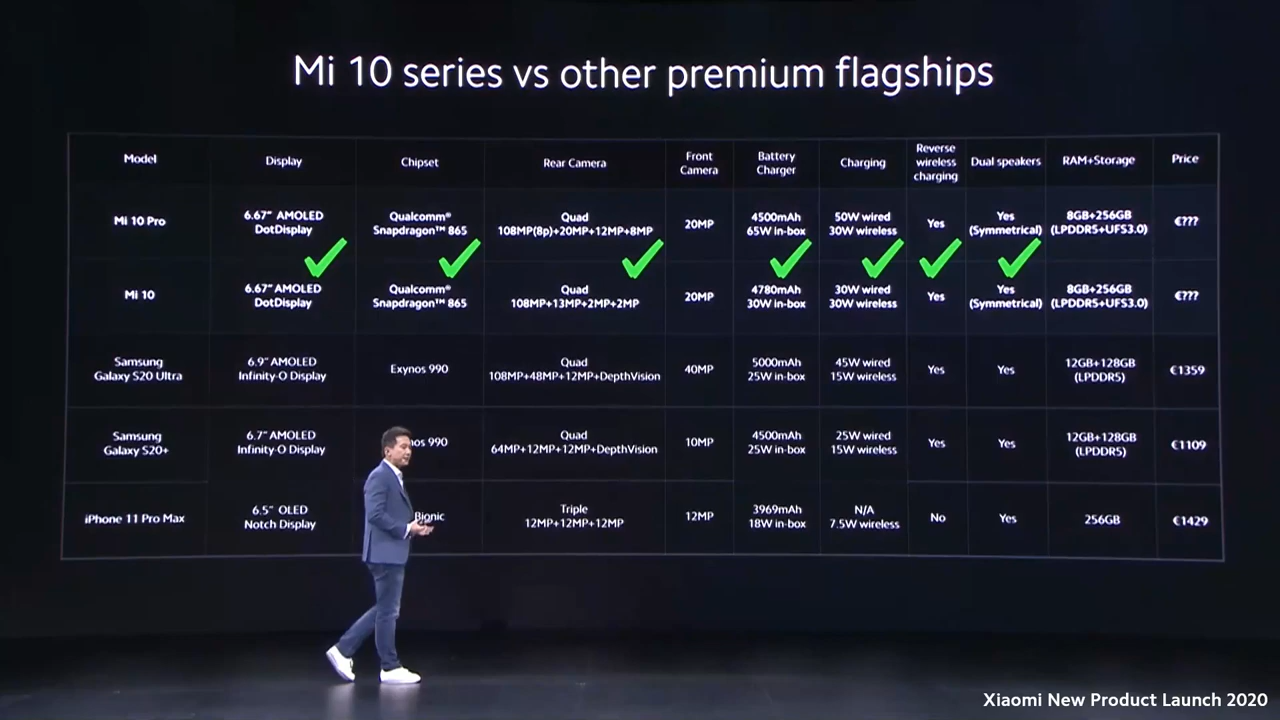 Mi 10 series vs other premium flagships
Model Display Chipset Rear Camera Front Camera Battery Charger Charging Reverse wireless charging Dual speakers RAM+Storage Price
Mi 10 Pro 6.67" AMOLED DotDisplay Qualcomm® Snapdragon™ 865 Quad 108MP(8p)+20MP+12MP+8MP 20MP 4500mAh 65W in-box 50W wired 30W wireless Yes Yes (Symmetrical) 8GB+256GB (LPDDR5+UFS3.0) €???
Mi 10 6.67" AMOLED DotDisplay Qualcomm® Snapdragon™ 865 Quad 108MP+13MP+2MP+2MP 20MP 4780mAh 30W in-box 30W wired 30W wireless Yes Yes (Symmetrical) 8GB+256GB (LPDDR5+UFS3.0) €???
Samsung Galaxy S20 Ultra 6.9" AMOLED Infinity-O Display Exynos 990 Quad 108MP+48MP+12MP+DepthVision 40MP 5000mAh 25W in-box 45W wired 15W wireless Yes Yes 12GB+128GB (LPDDR5) €1359
Samsung Galaxy S20+ 6.7" AMOLED Infinity-O Display 990 Quad 64MP+12MP+12MP+DepthVision 10MP 4500mAh 25W in-box 25W wired 15W wireless Yes Yes 12GB+128GB (LPDDR5) €1109
iPhone 11 Pro Max 6.5" OLED Notch Display Bionic Triple 12MP+12MP+12MP 12MP 3969mAh 18W in-box N/A 7.5W wireless No Yes 256GB €1429
Xiaomi New Product Launch 2020